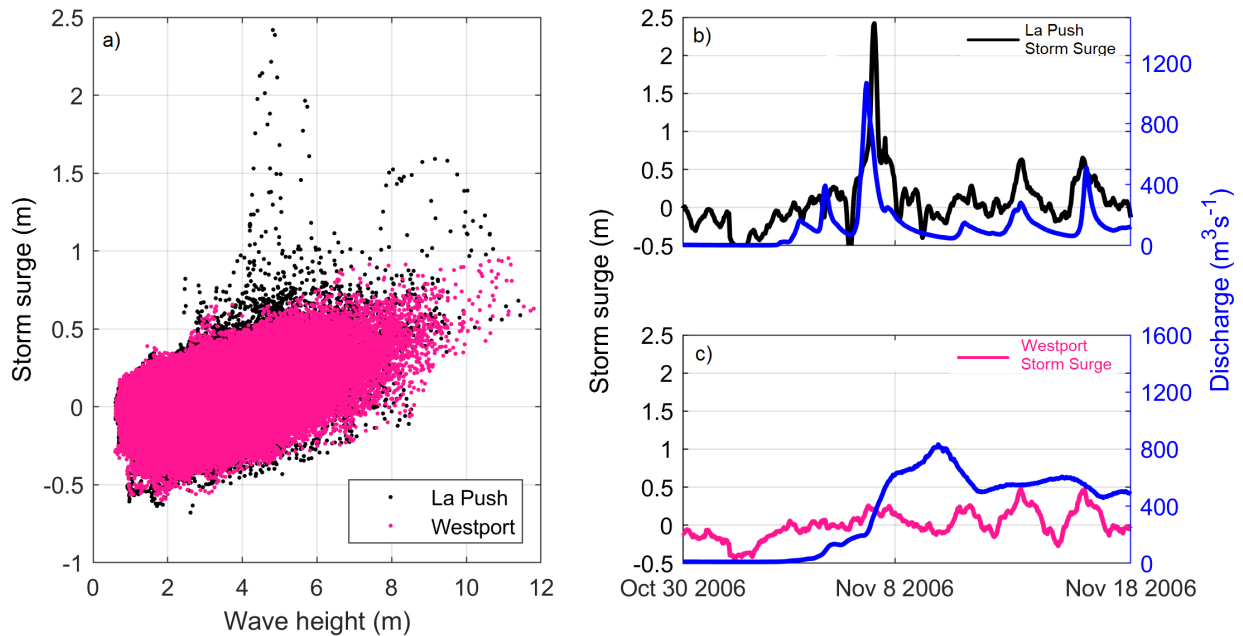 a)
Storm surge (m)
2.5
2
1.5
1
0.5
0
-0.5
-1
0 2 4 6 8 10 12
Wave height (m)
La Push
Westport
b)
La Push
Storm Surge
Storm surge (m)
2.5
2
1.5
1
0.5
0
-0.5
1200
800
400
0
Discharge (m³s⁻¹)
c)
Westport
Storm Surge
2.5
2
1.5
1
0.5
0
-0.5
1600
1200
800
400
0
Oct 30 2006 Nov 8 2006 Nov 18 2006